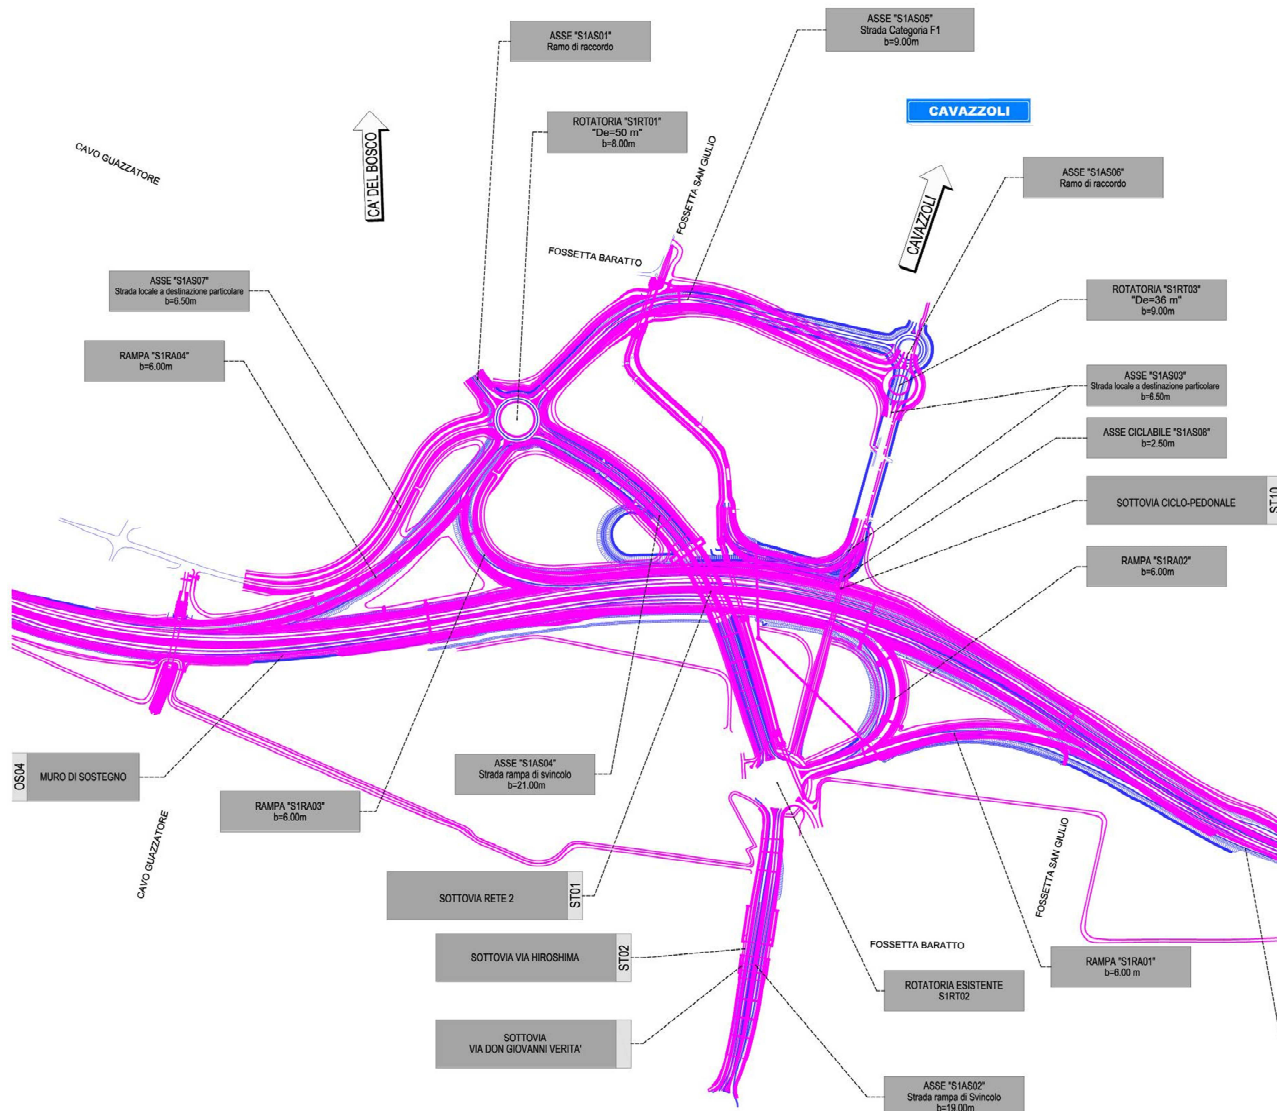 ASSE "S1AS01"
Ramo di raccordo
ASSE "S1AS05"
Strada Categoria F1
b=9.00m
CAVAZZOLI
ROTATORIA "S1RT01"
"De=50 m"
b=8.00m
CAVO GUAZZATORE
CA' DEL BOSCO
FOSSETTA SAN GIULIO
ASSE "S1AS06"
Ramo di raccordo
CAVAZZOLI
FOSSETTA BARATTO
ASSE "S1AS07"
Strada locale a destinazione particolare
b=6.50m
ROTATORIA "S1RT03"
"De=36 m"
b=9.00m
RAMPA "S1RA04"
b=6.00m
ASSE "S1AS03"
Strada locale a destinazione particolare
b=6.50m
ASSE CICLABILE "S1AS08"
b=2.50m
SOTTOVIA CICLO-PEDONALE
ST10
RAMPA "S1RA02"
b=6.00m
OS04
MURO DI SOSTEGNO
ASSE "S1AS04"
Strada rampa di svincolo
b=21.00m
RAMPA "S1RA03"
b=6.00m
CAVO GUAZZATORE
FOSSETTA SAN GIULIO
SOTTOVIA RETE 2
ST01
SOTTOVIA VIA HIROSHIMA
ST02
FOSSETTA BARATTO
RAMPA "S1RA01"
b=6.00 m
ROTATORIA ESISTENTE
S1RT02
SOTTOVIA
VIA DON GIOVANNI VERITA'
ASSE "S1AS02"
Strada rampa di Svincolo
b=19.00m